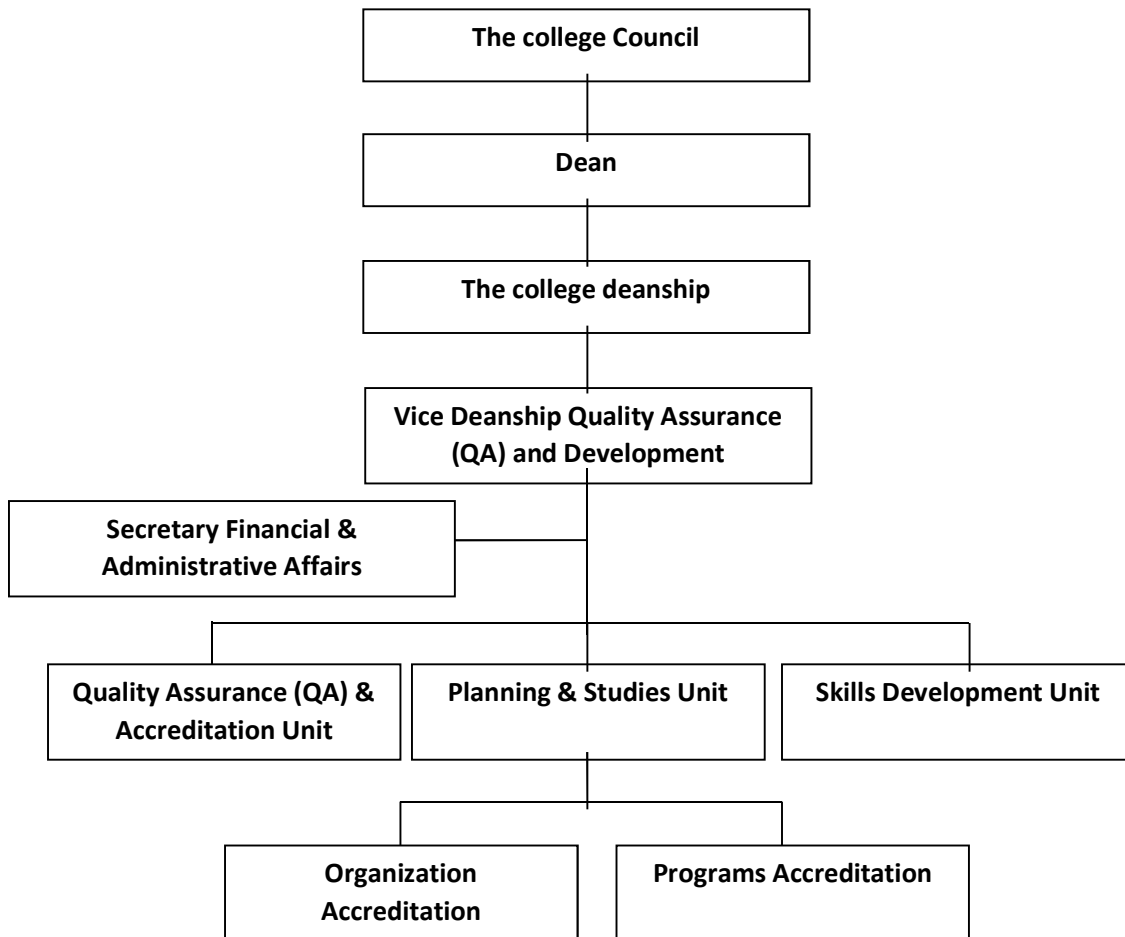 The college Council
Dean
The college deanship
Vice Deanship Quality Assurance
(QA) and Development
Secretary Financial &
Administrative Affairs
Quality Assurance (QA) &
Accreditation Unit
Planning & Studies Unit
Skills Development Unit
Organization
Accreditation
Programs Accreditation